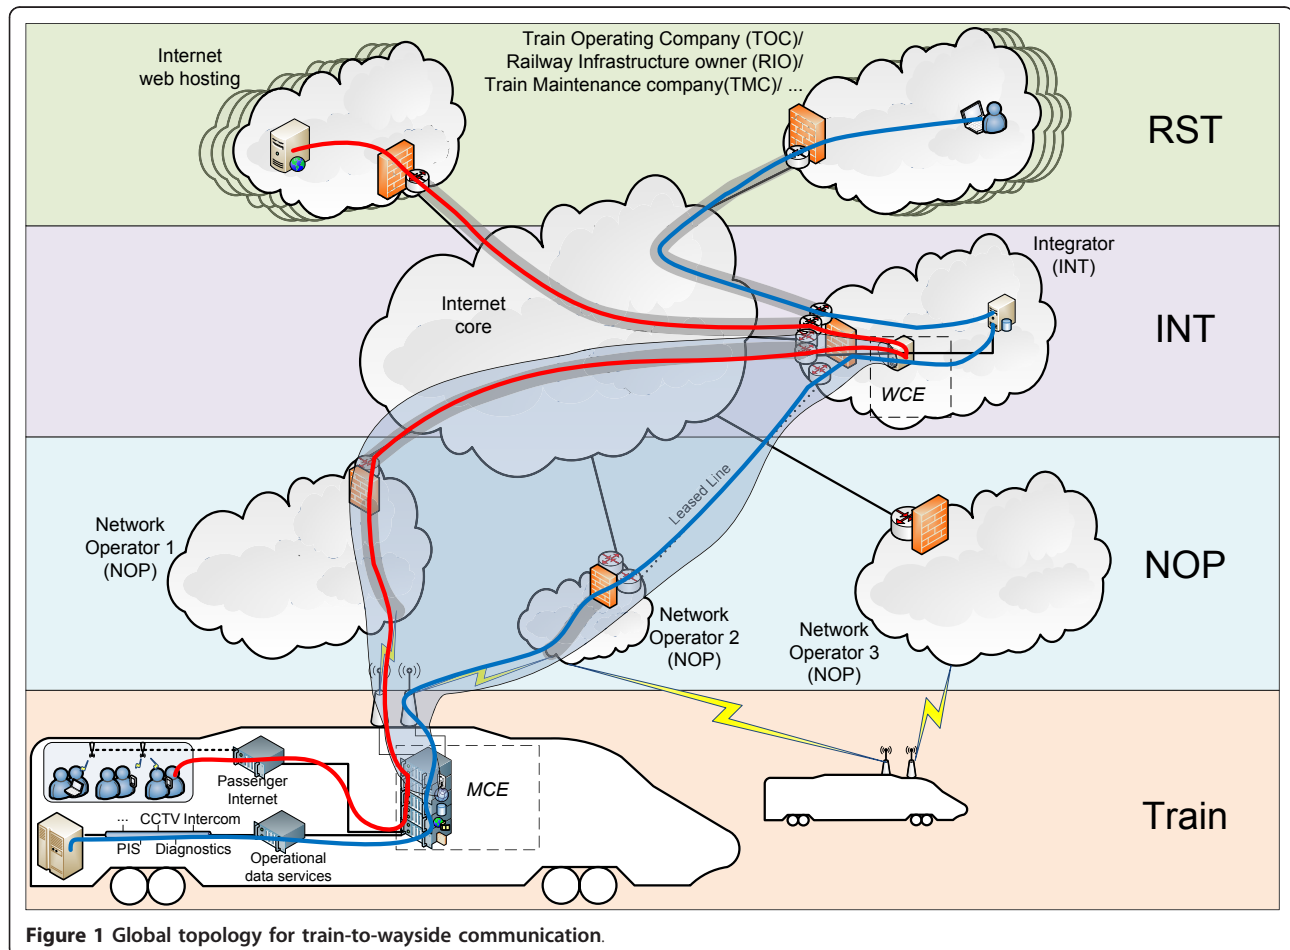 Internet
web hosting
Train Operating Company (TOC)/
Railway Infrastructure owner (RIO)/
Train Maintenance company(TMC)/ ...
RST
Integrator
(INT)
Internet
core
INT
WCE
Leased Line
Network
Operator 1
(NOP)
Network
Operator 2
(NOP)
Network
Operator 3
(NOP)
NOP
Passenger
Internet
MCE
... CCTV Intercom
PIS Diagnostics
Operational
data services
Train
Figure 1 Global topology for train-to-wayside communication.